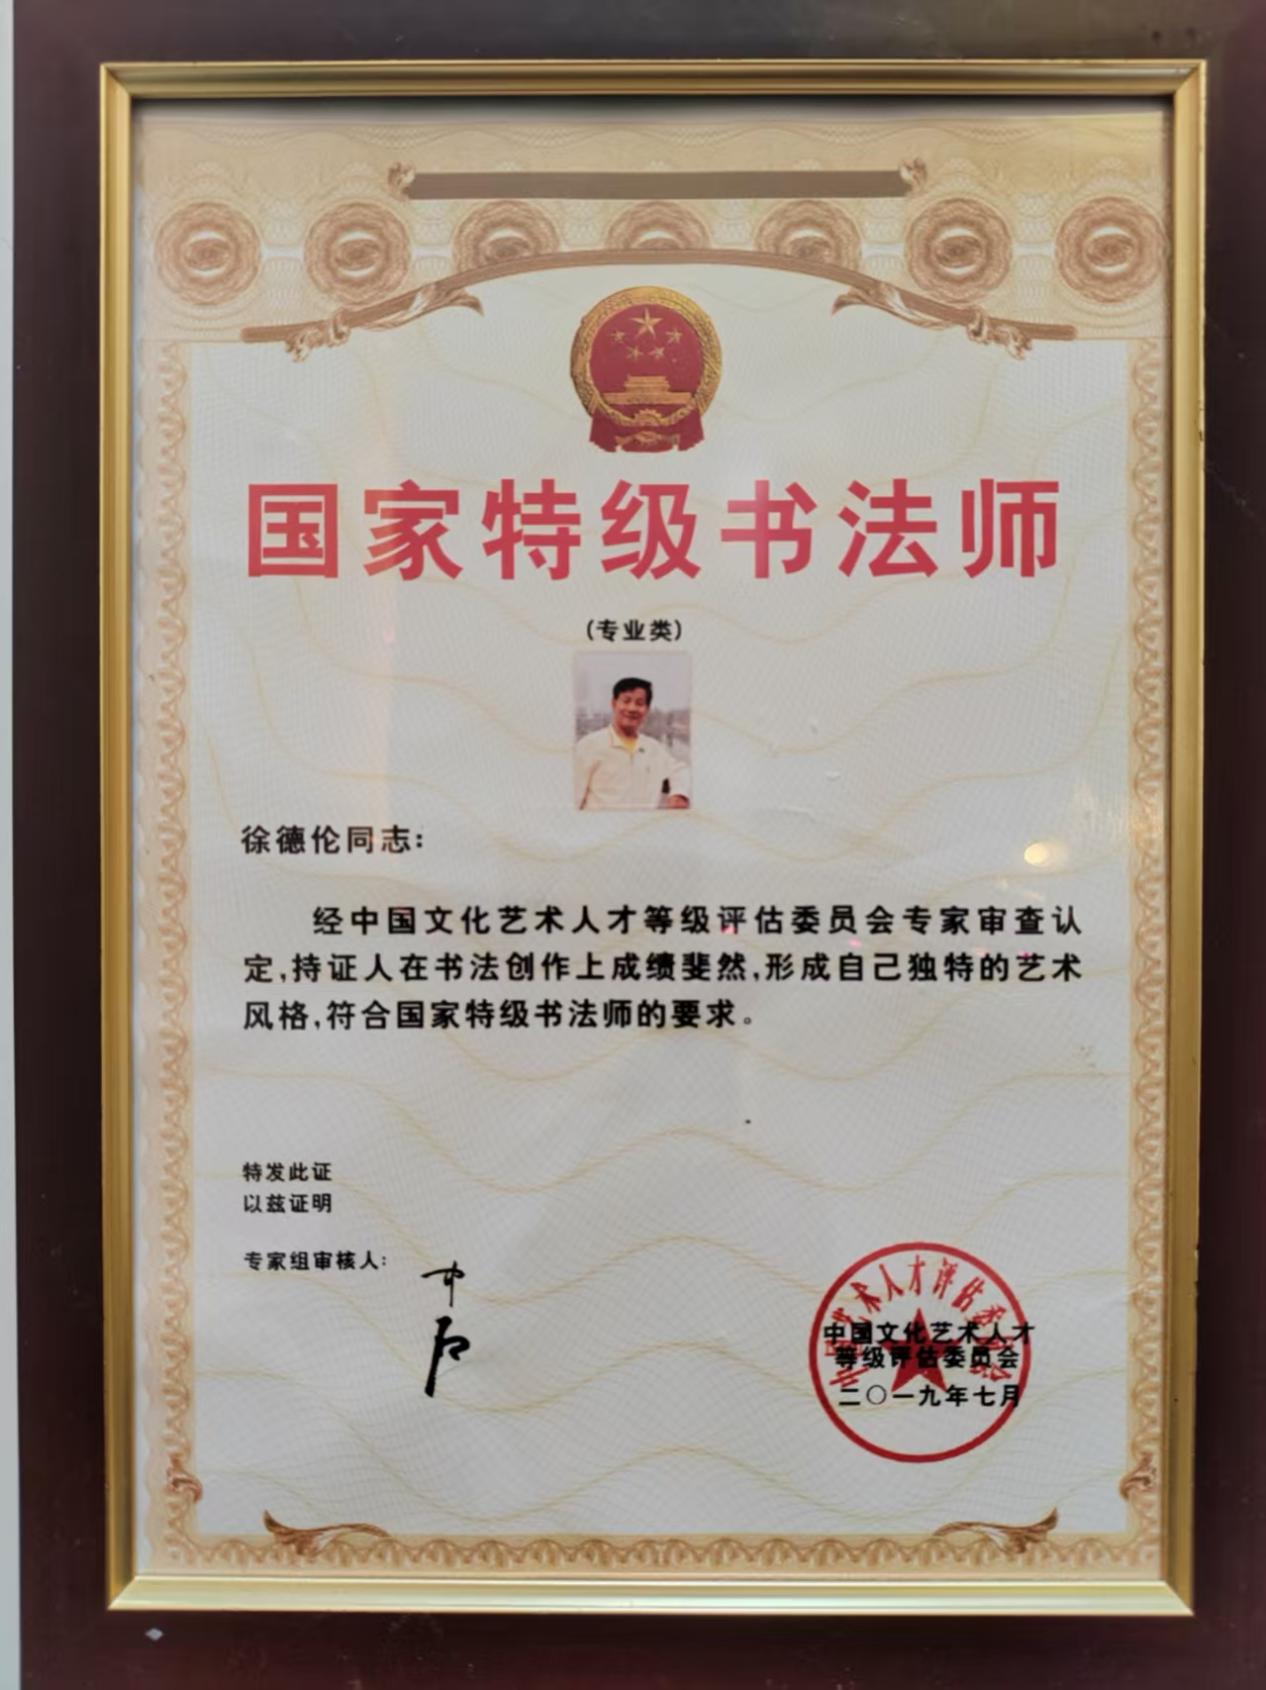 国家特级书法师
(专业类)
徐德伦同志:
经中国文化艺术人才等级评估委员会专家审查认
定,持证人在书法创作上成绩斐然,形成自己独特的艺术
风格,符合国家特级书法师的要求。
特发此证
以兹证明
专家组审核人:
中国文化艺术人才
等级评估委员会
二〇一九年七月